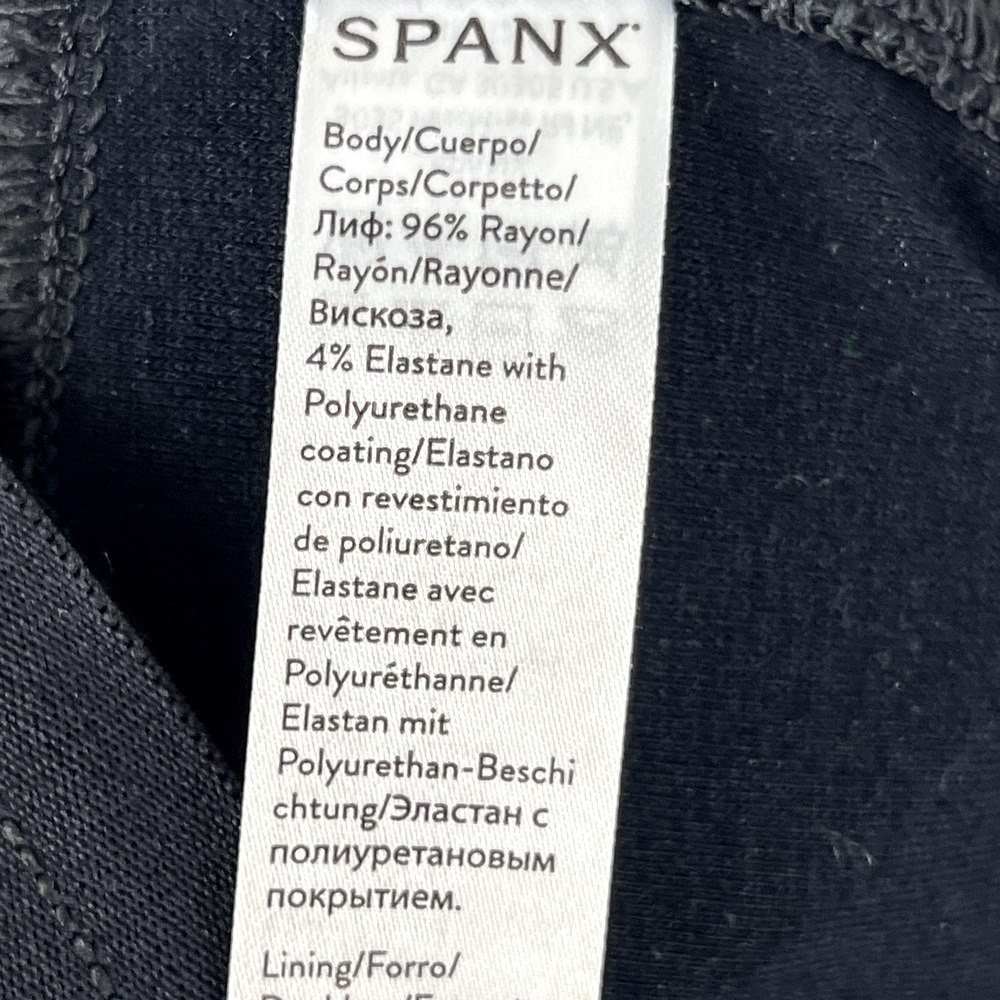 SPANX
Body/Cuerpo/
Corps/Corpetto/
Лиф: 96% Rayon/
Rayón/Rayonne/
Вискоза,
4% Elastane with
Polyurethane
coating/Elastano
con revestimiento
de poliuretano/
Elastane avec
revêtement en
Polyuréthanne/
Elastan mit
Polyurethan-Beschi
chtung/Эластан с
полиуретановым
покрытием.
Lining/Forro/